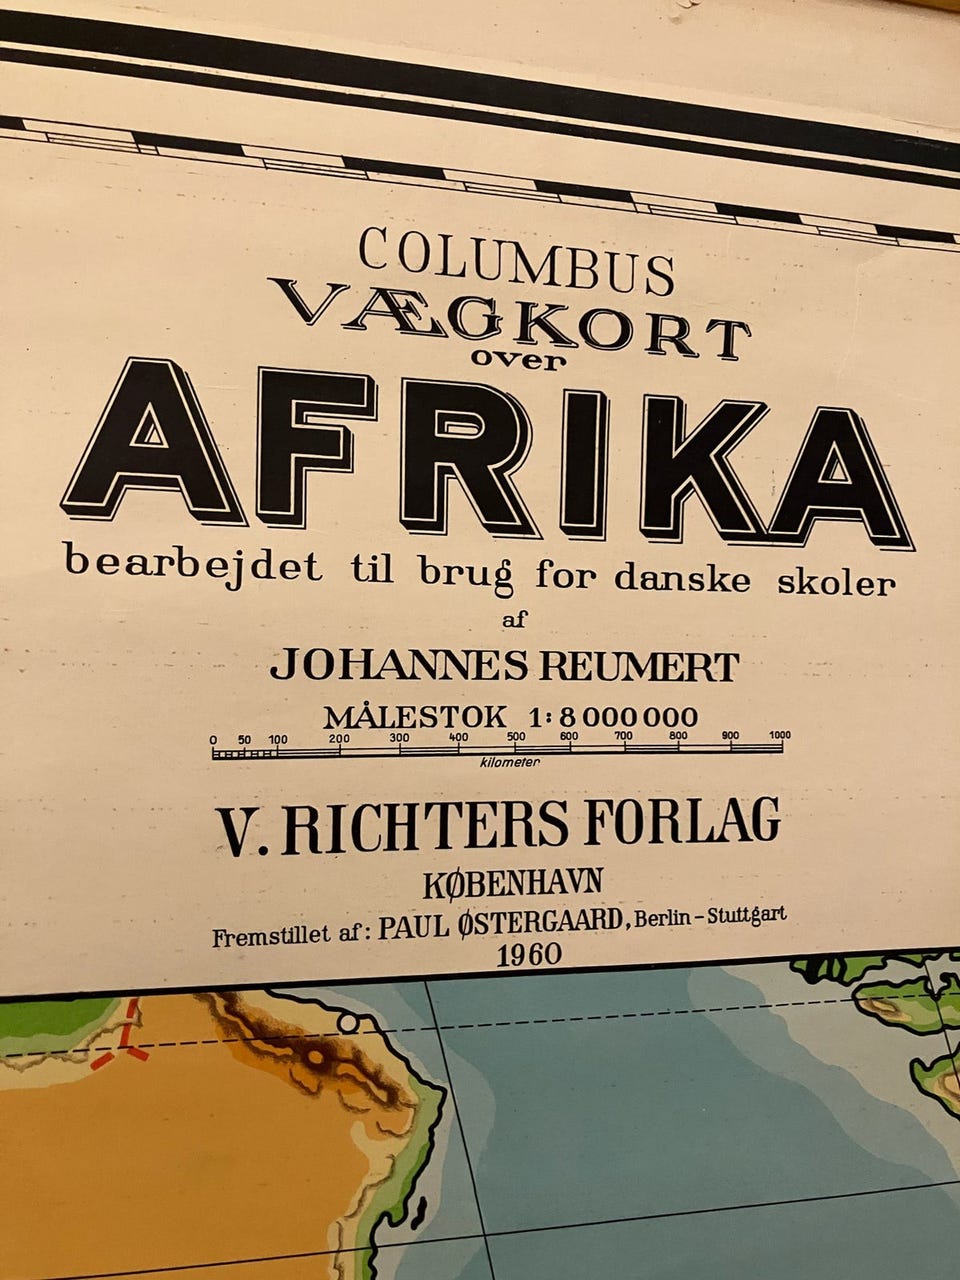 COLUMBUS
VÆGKORT
over
AFRIKA
bearbejdet til brug for danske skoler
af
JOHANNES REUMERT
MÅLESTOK 1:8 000 000
0 50 100 200 300 400 500 600 700 800 900 1000
kilometer
V. RICHTERS FORLAG
KØBENHAVN
Fremstillet af: PAUL ØSTERGAARD, Berlin-Stuttgart
1960